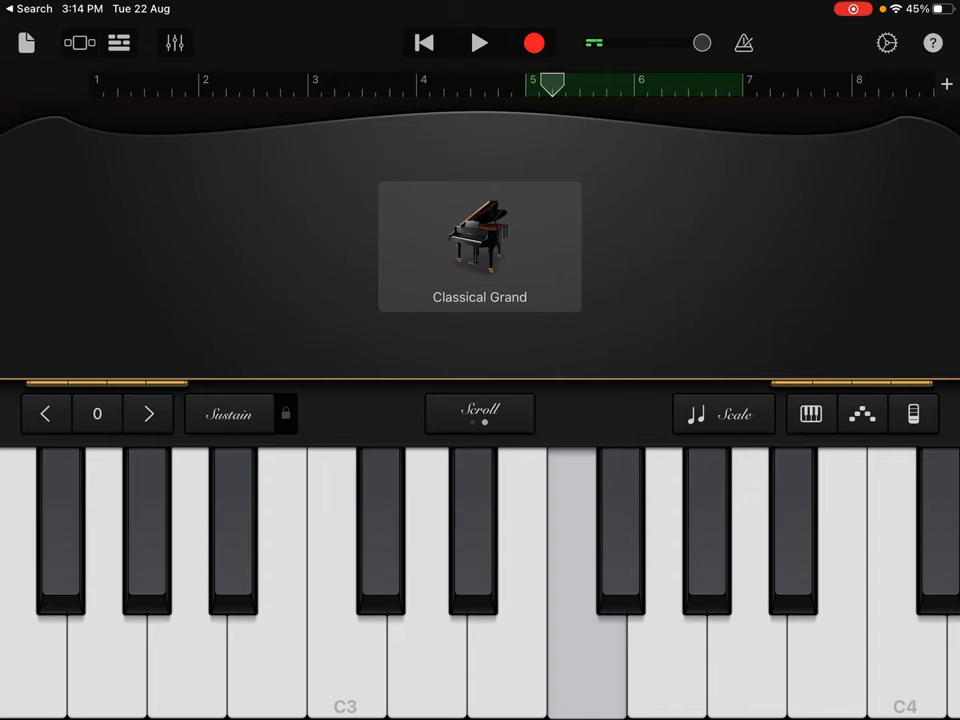 Search 3:14 PM Tue 22 Aug 45%
1 2 3 4 5 6 7 8
Classical Grand
0 Sustain Scroll Scale
C3 C4